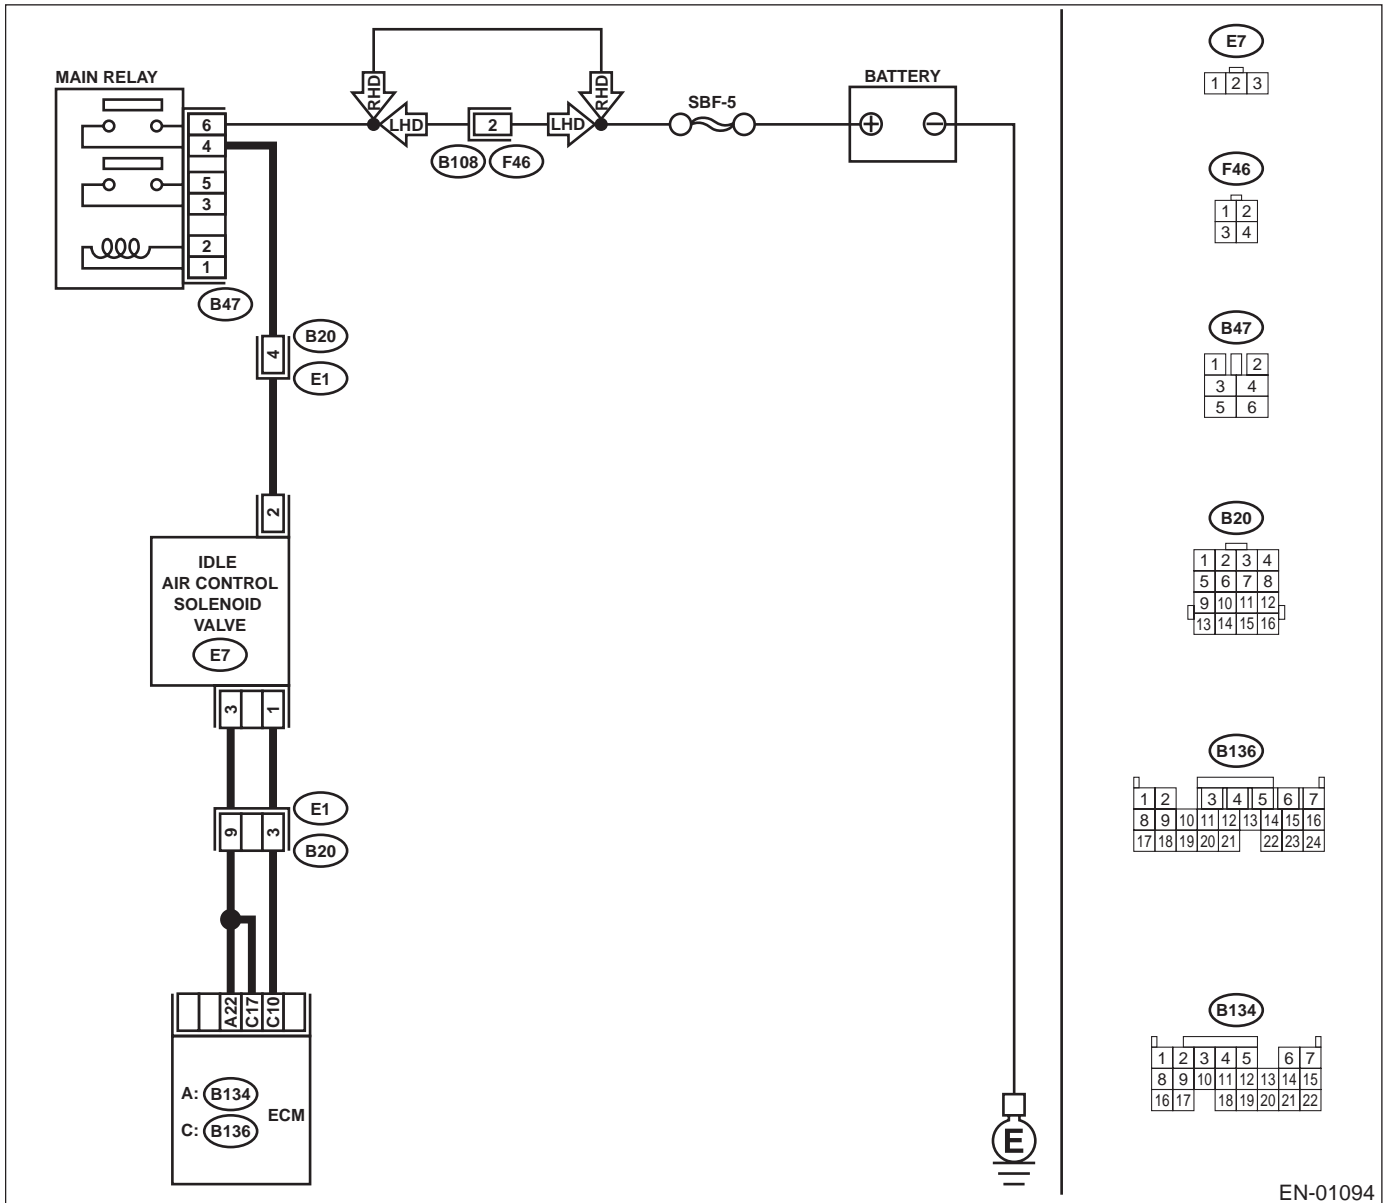 MAIN RELAY
6
4
5
3
2
1
B47
RHD
LHD
2
B108
F46
LHD
RHD
SBF-5
BATTERY
+
−
4
B20
E1
2
IDLE
AIR CONTROL
SOLENOID
VALVE
E7
3
1
E1
9
3
B20
A22
C17
C10
A: B134
C: B136
ECM
E
E7
1 2 3
F46
1 2
3 4
B47
1 2
3 4
5 6
B20
1 2 3 4
5 6 7 8
9 10 11 12
13 14 15 16
B136
1 2 3 4 5 6 7
8 9 10 11 12 13 14 15 16
17 18 19 20 21 22 23 24
B134
1 2 3 4 5 6 7
8 9 10 11 12 13 14 15
16 17 18 19 20 21 22
EN-01094